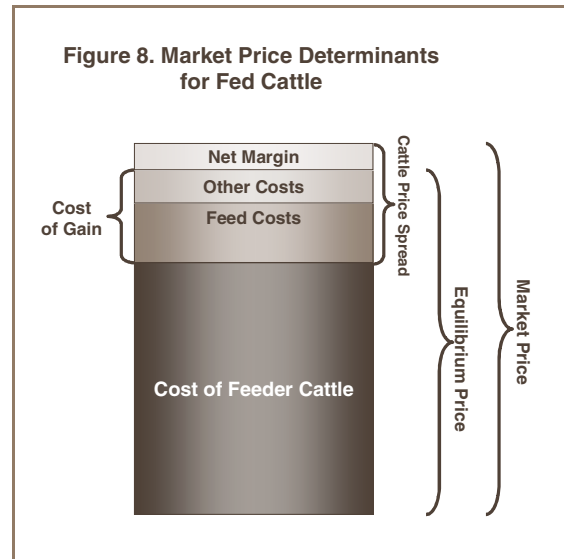 Figure 8. Market Price Determinants
for Fed Cattle
Net Margin
Other Costs
Feed Costs
Cost
of Gain
Cost of Feeder Cattle
Cattle Price Spread
Equilibrium Price
Market Price